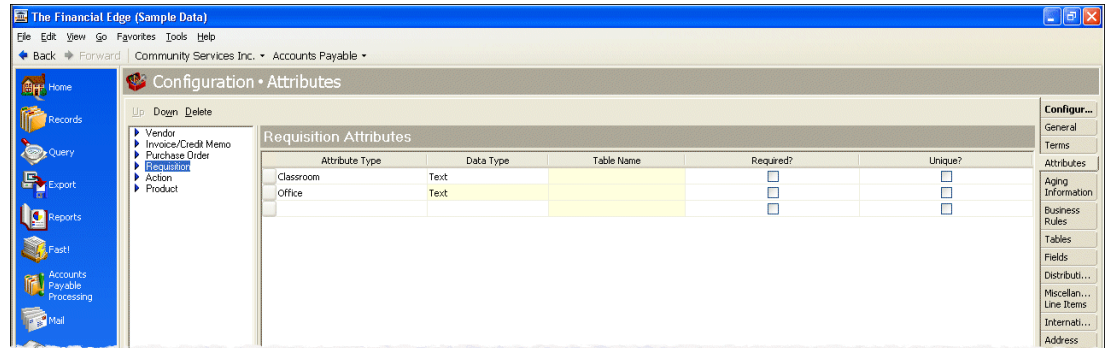 The Financial Edge (Sample Data)
File Edit View Go Favorites Tools Help
Back Forward Community Services Inc. Accounts Payable
Home
Records
Query
Export
Reports
Fast!
Accounts
Payable
Processing
Mail
Configuration • Attributes
Up Down Delete
Vendor
Invoice/Credit Memo
Purchase Order
Requisition
Action
Product
Requisition Attributes
Attribute Type Data Type Table Name Required? Unique?
Classroom Text
Office Text
Configur...
General
Terms
Attributes
Aging
Information
Business
Rules
Tables
Fields
Distributi...
Miscellan...
Line Items
Internati...
Address